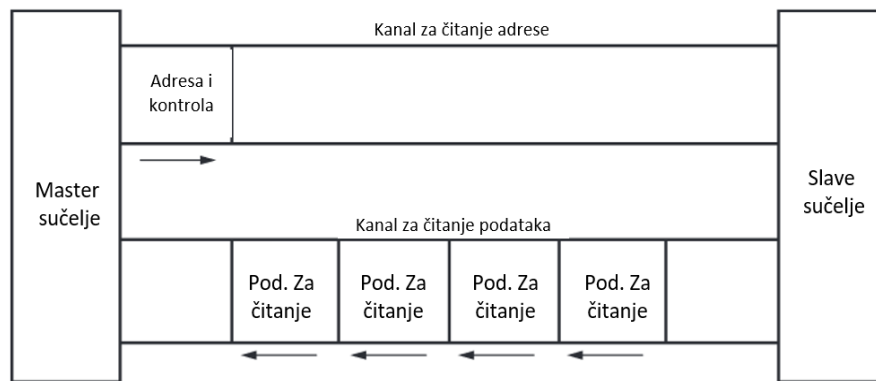 Kanal za čitanje adrese
Adresa i
kontrola
Master
sučelje
Slave
sučelje
Kanal za čitanje podataka
Pod. Za
čitanje
Pod. Za
čitanje
Pod. Za
čitanje
Pod. Za
čitanje